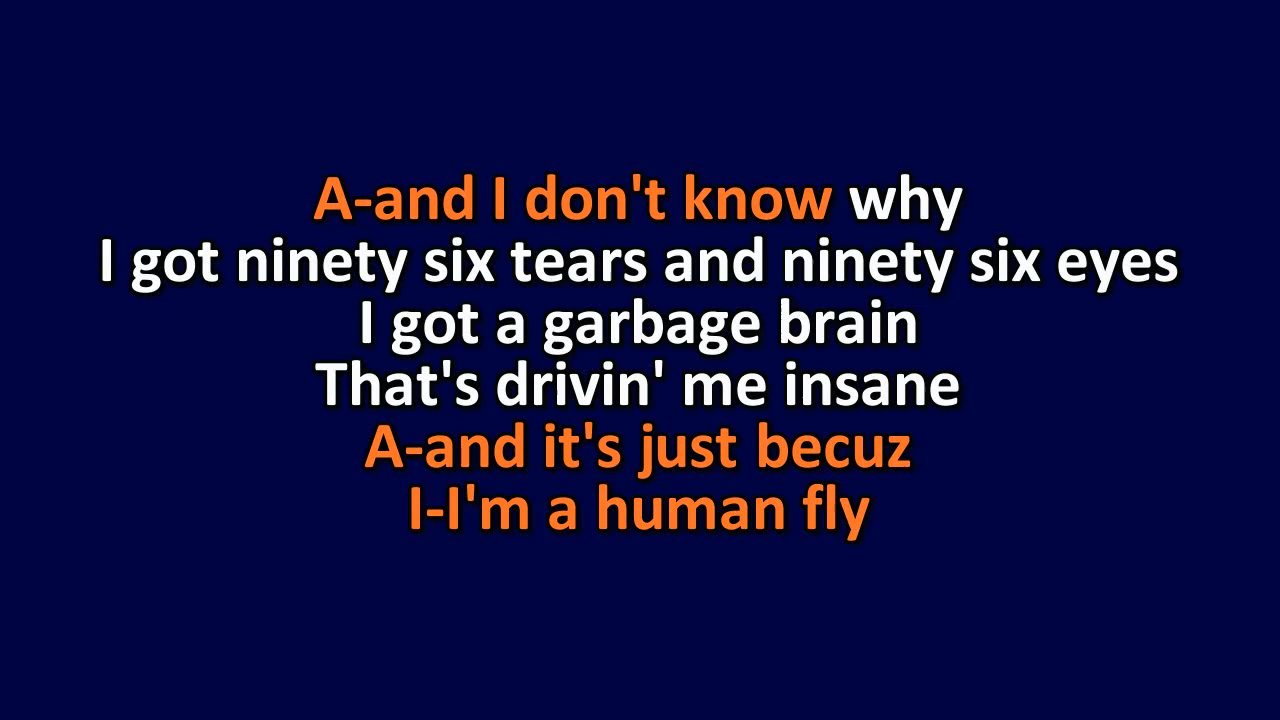 A-and I don't know why
I got ninety six tears and ninety six eyes
I got a garbage brain
That's drivin' me insane
A-and it's just becuz
I-I'm a human fly